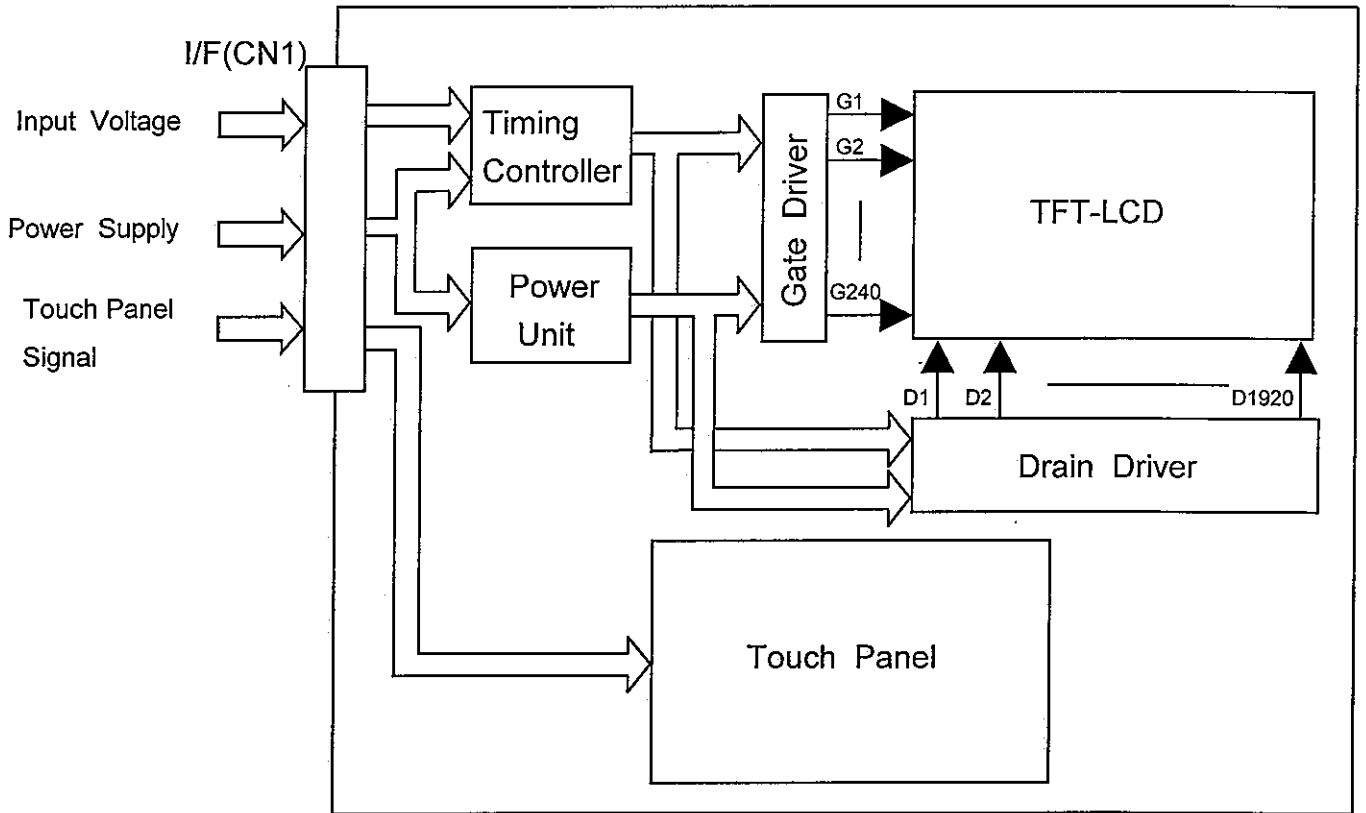 I/F(CN1)
Input Voltage
Power Supply
Touch Panel
Signal
Timing
Controller
Power
Unit
Gate Driver
G1
G2
G240
TFT-LCD
D1
D2
D1920
Drain Driver
Touch Panel